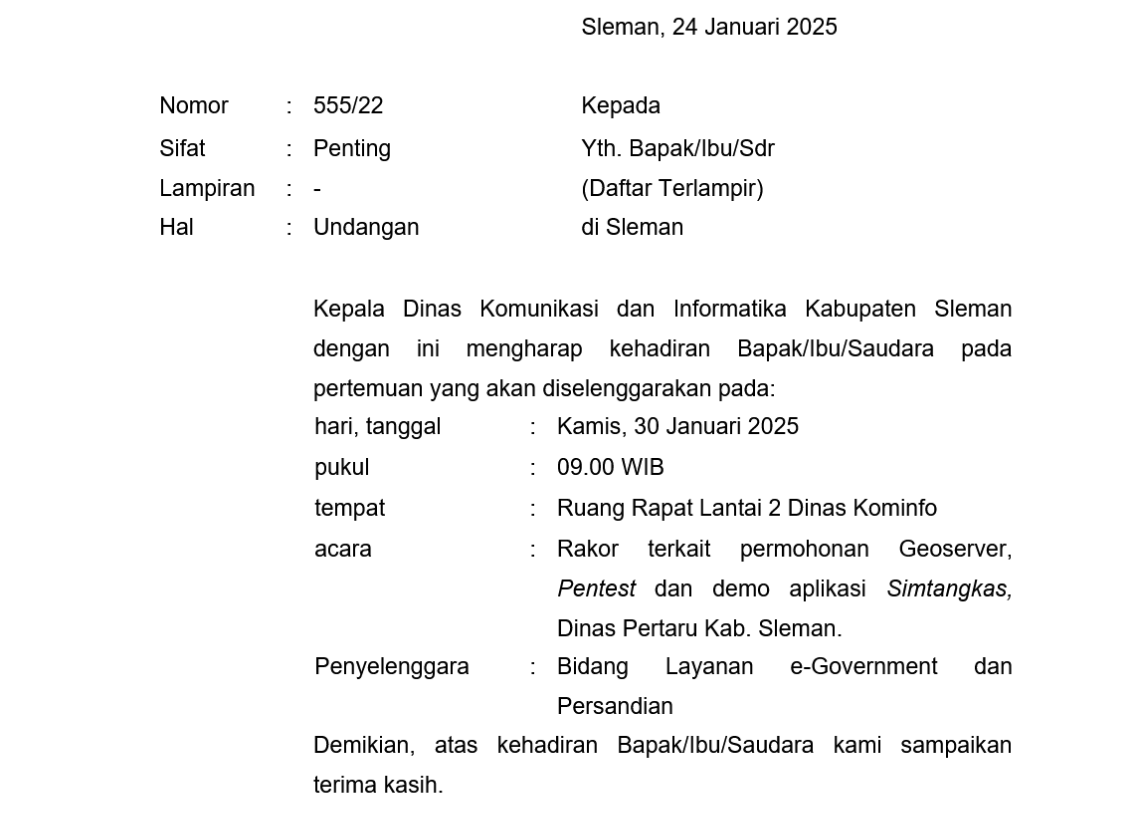 Sleman, 24 Januari 2025
Nomor : 555/22 Kepada
Sifat : Penting Yth. Bapak/Ibu/Sdr
Lampiran : - (Daftar Terlampir)
Hal : Undangan di Sleman
Kepala Dinas Komunikasi dan Informatika Kabupaten Sleman
dengan ini mengharap kehadiran Bapak/Ibu/Saudara pada
pertemuan yang akan diselenggarakan pada:
hari, tanggal : Kamis, 30 Januari 2025
pukul : 09.00 WIB
tempat : Ruang Rapat Lantai 2 Dinas Kominfo
acara : Rakor terkait permohonan Geoserver,
Pentest dan demo aplikasi Simtangkas,
Dinas Pertaru Kab. Sleman.
Penyelenggara : Bidang Layanan e-Government dan
Persandian
Demikian, atas kehadiran Bapak/Ibu/Saudara kami sampaikan
terima kasih.